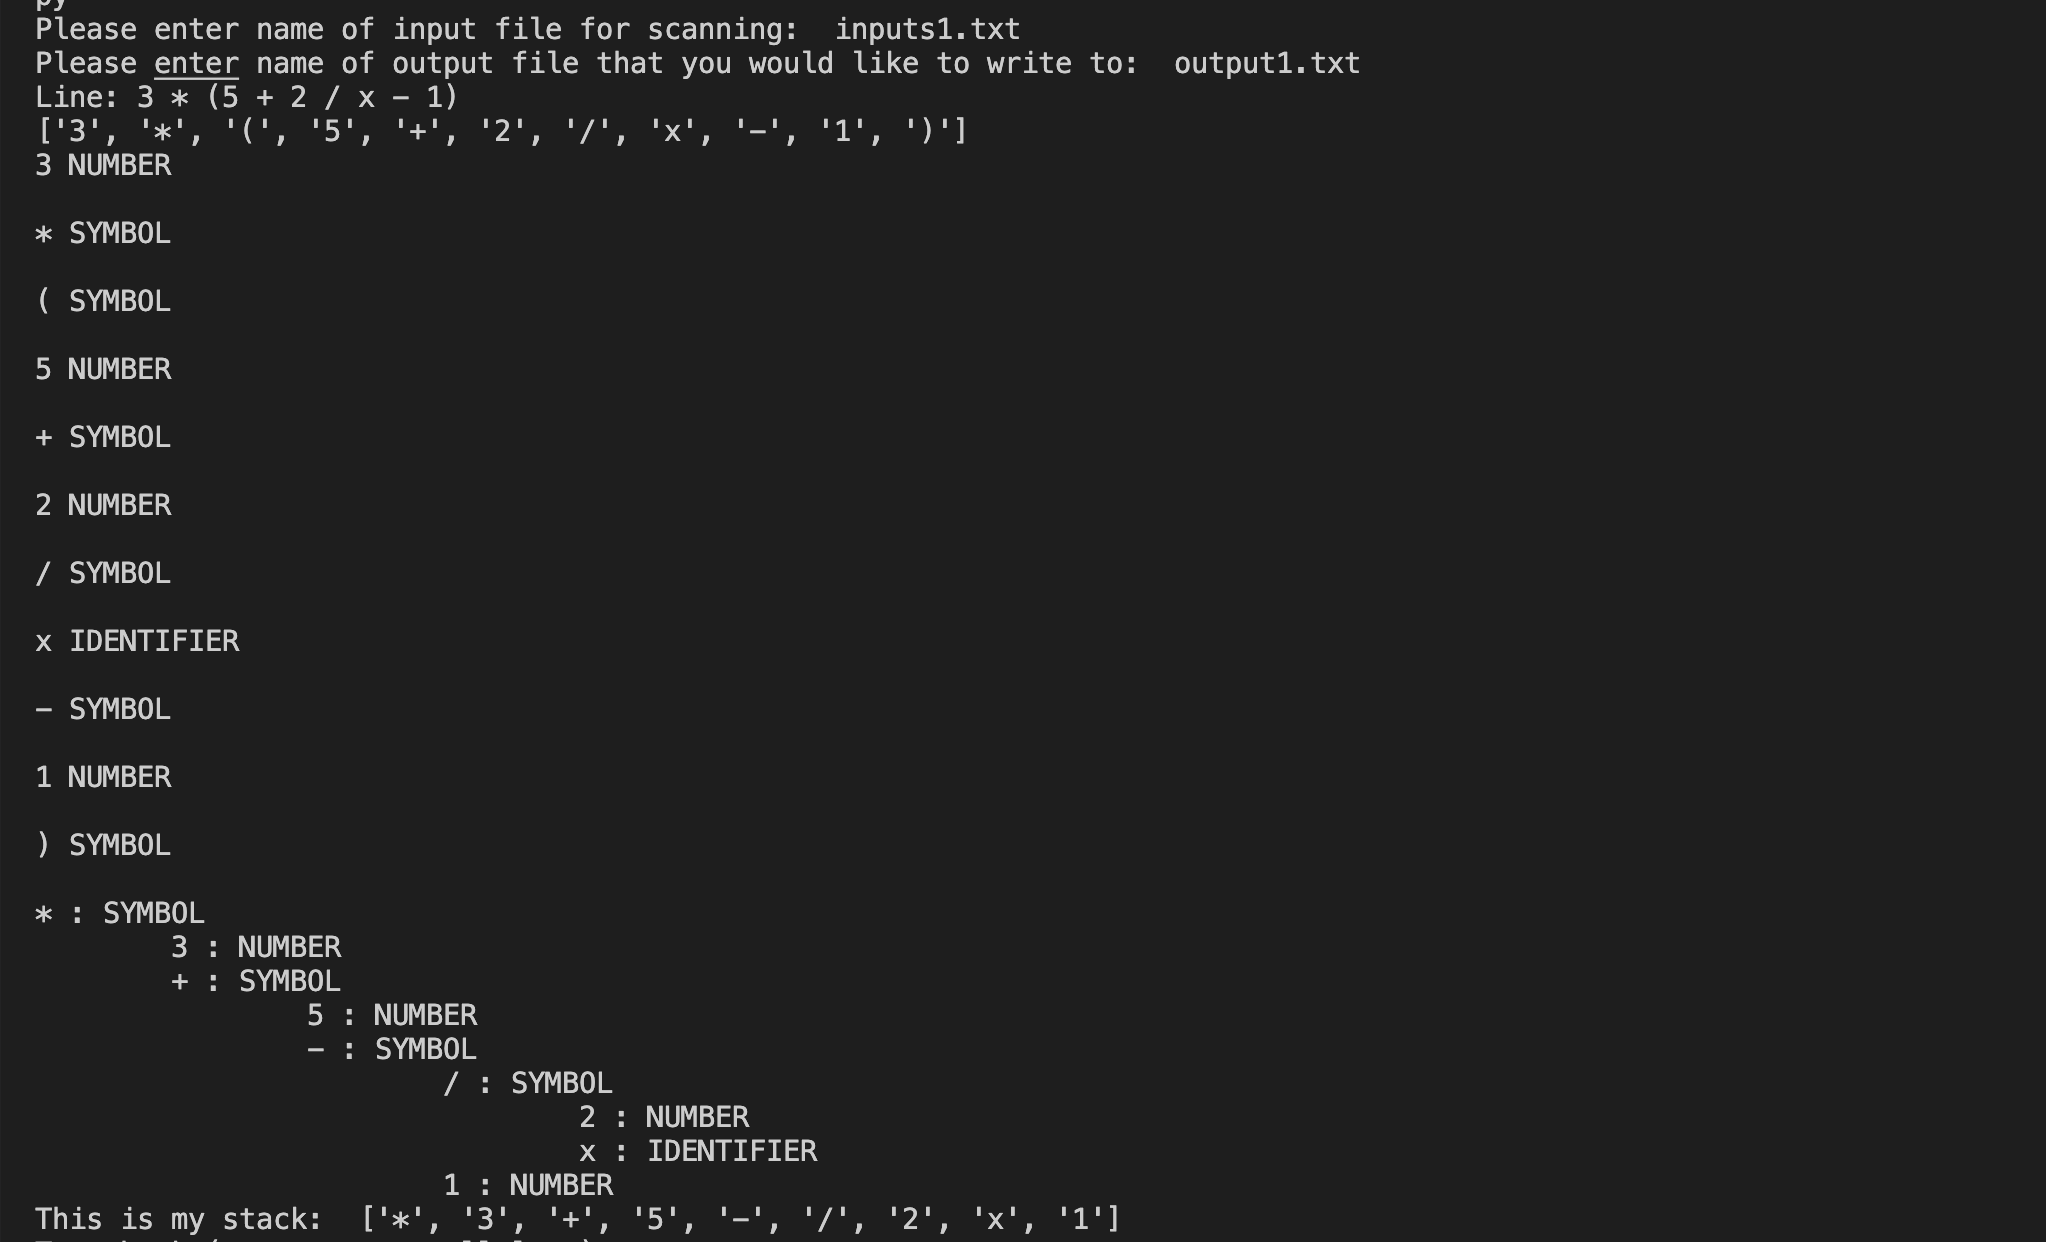 py
Please enter name of input file for scanning:  inputs1.txt
Please enter name of output file that you would like to write to:  output1.txt
Line: 3 * (5 + 2 / x - 1)
['3', '*', '(', '5', '+', '2', '/', 'x', '-', '1', ')']
3 NUMBER
* SYMBOL
( SYMBOL
5 NUMBER
+ SYMBOL
2 NUMBER
/ SYMBOL
x IDENTIFIER
- SYMBOL
1 NUMBER
) SYMBOL
* : SYMBOL
        3 : NUMBER
        + : SYMBOL
                5 : NUMBER
                - : SYMBOL
                        / : SYMBOL
                                2 : NUMBER
                                x : IDENTIFIER
                        1 : NUMBER
This is my stack:  ['*', '3', '+', '5', '-', '/', '2', 'x', '1']